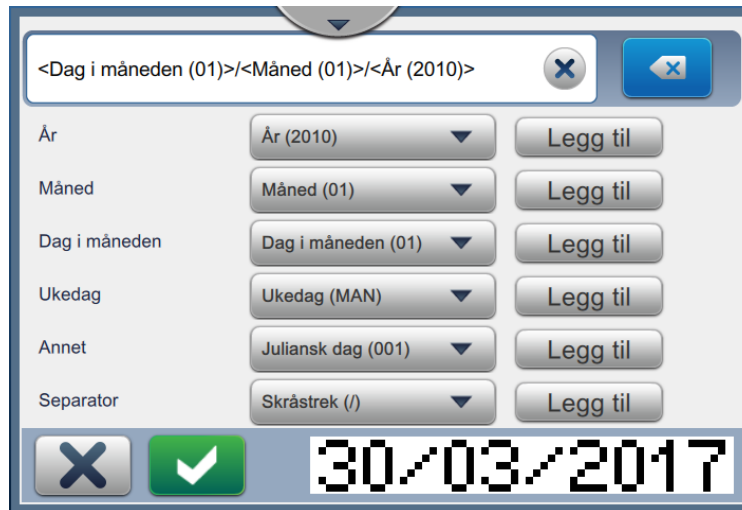 <Dag i måneden (01)>/<Måned (01)>/<År (2010)>
År År (2010) Legg til
Måned Måned (01) Legg til
Dag i måneden Dag i måneden (01) Legg til
Ukedag Ukedag (MAN) Legg til
Annet Juliansk dag (001) Legg til
Separator Skråstrek (/) Legg til
30/03/2017